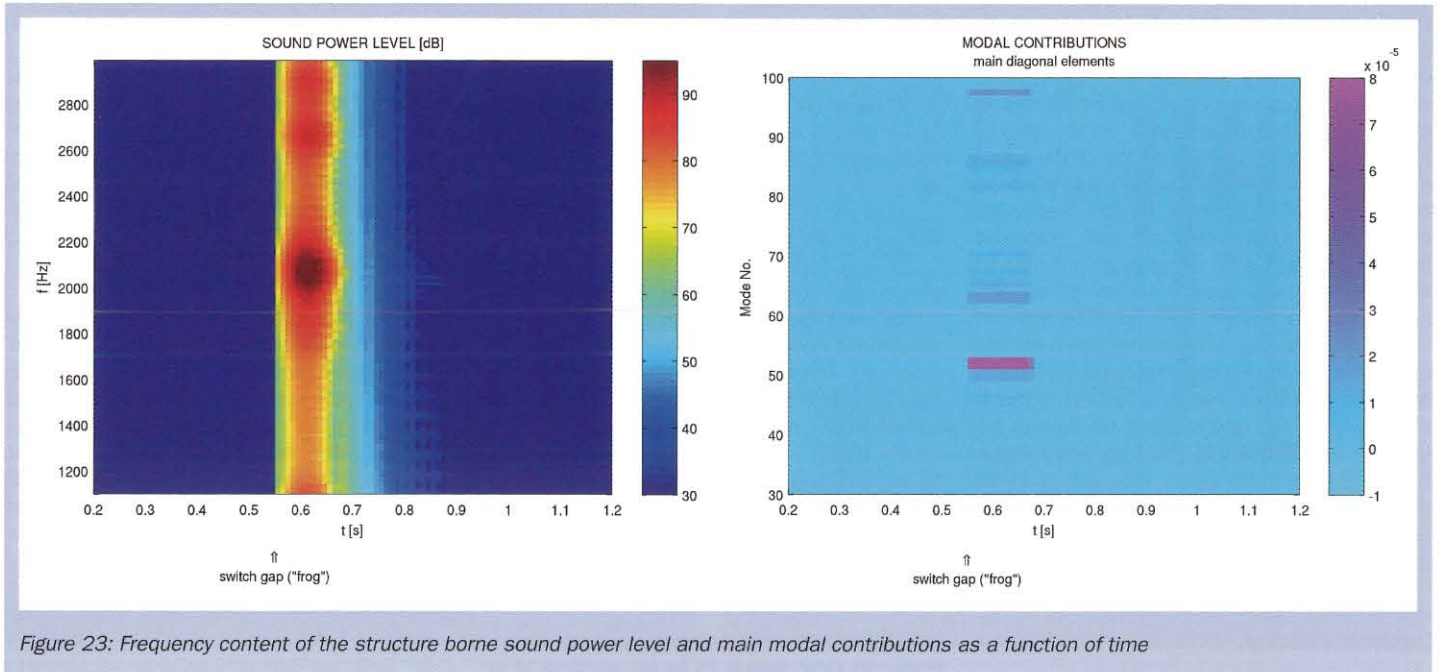 SOUND POWER LEVEL [dB]
2800
2600
2400
2200
2000
1800
1600
1400
1200
f [Hz]
0.2 0.3 0.4 0.5 0.6 0.7 0.8 0.9 1 1.1 1.2
t [s]
⇑
switch gap ("frog")
90
80
70
60
50
40
30
MODAL CONTRIBUTIONS
main diagonal elements
100
90
80
70
60
50
40
30
Mode No.
0.2 0.3 0.4 0.5 0.6 0.7 0.8 0.9 1 1.1 1.2
t [s]
⇑
switch gap ("frog")
x 10⁻⁵
8
7
6
5
4
3
2
1
0
-1
Figure 23: Frequency content of the structure borne sound power level and main modal contributions as a function of time